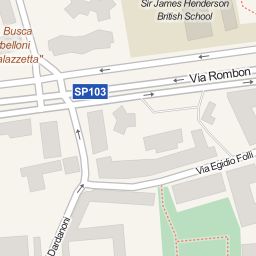 Sir James Henderson
British School
Busca
belloni
alazzetta"
Via Rombon
SP103
Via Egidio Folli
Dardanoni